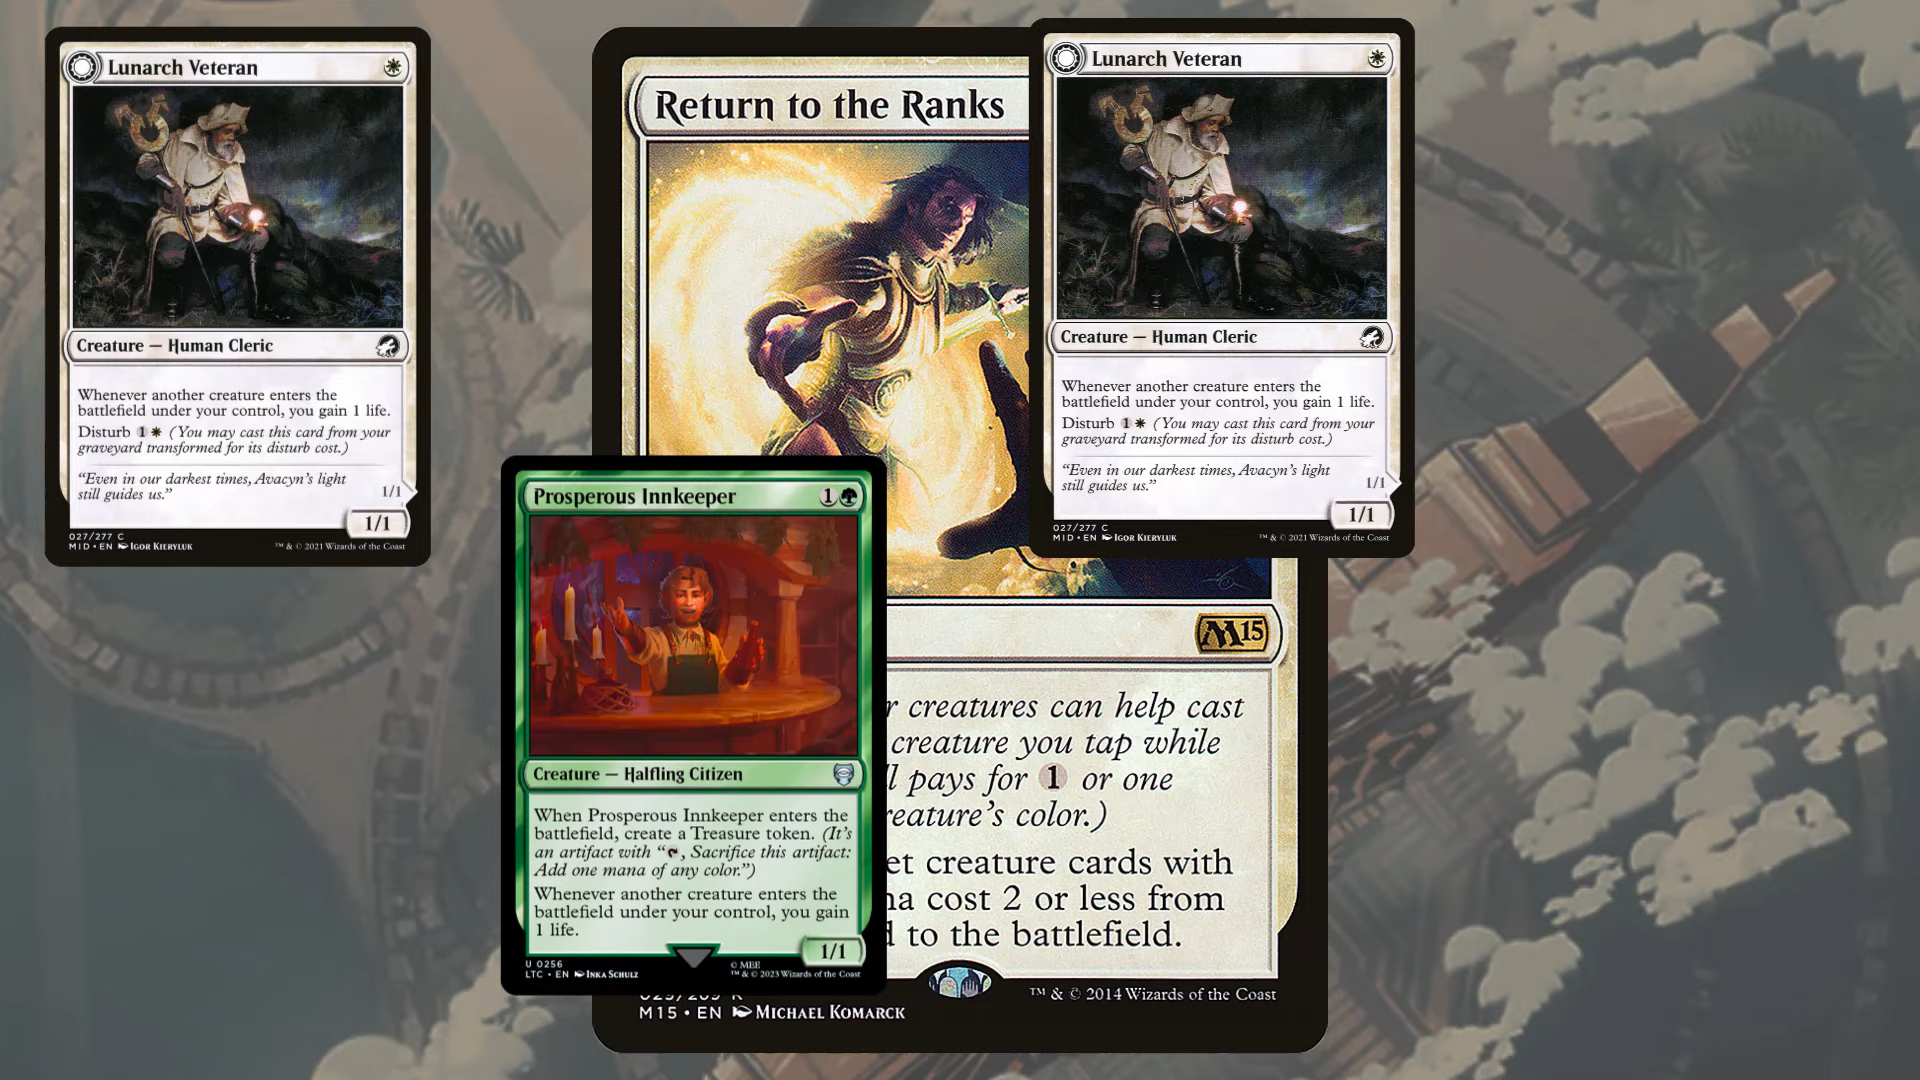 Lunarch Veteran
Creature — Human Cleric
Whenever another creature enters the
battlefield under your control, you gain 1 life.
Disturb 1 (You may cast this card from your
graveyard transformed for its disturb cost.)
“Even in our darkest times, Avacyn’s light
still guides us.”
1/1
1/1
027/277 C
MID • EN Igor Kieryluk
™ & © 2021 Wizards of the Coast
Return to the Ranks
M15
creatures can help cast
creature you tap while
pays for 1 or one
creature’s color.)
creature cards with
cost 2 or less from
to the battlefield.
M15 • EN Michael Komarck
™ & © 2014 Wizards of the Coast
Prosperous Innkeeper
1
Creature — Halfling Citizen
When Prosperous Innkeeper enters the
battlefield, create a Treasure token. (It’s
an artifact with “, Sacrifice this artifact:
Add one mana of any color.”)
Whenever another creature enters the
battlefield under your control, you gain
1 life.
1/1
U 0256
LTC • EN Inka Schulz
© MEE
™ & © 2023 Wizards of the Coast
Lunarch Veteran
Creature — Human Cleric
Whenever another creature enters the
battlefield under your control, you gain 1 life.
Disturb 1 (You may cast this card from your
graveyard transformed for its disturb cost.)
“Even in our darkest times, Avacyn’s light
still guides us.”
1/1
1/1
027/277 C
MID • EN Igor Kieryluk
™ & © 2021 Wizards of the Coast